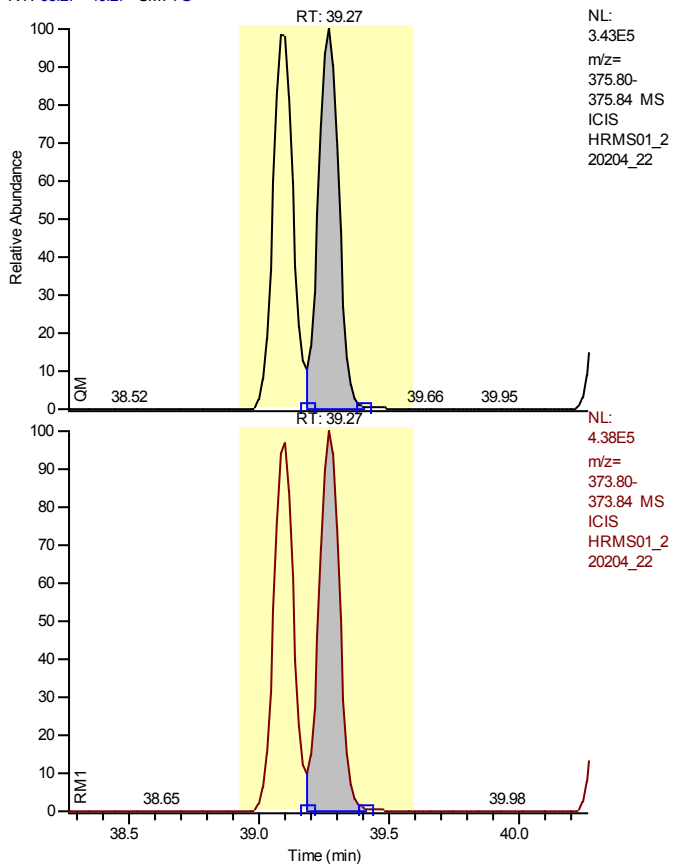 RT: 39.27
NL:
3.43E5
m/z=
375.80-
375.84 MS
ICIS
HRMS01_2
20204_22
100
90
80
70
60
50
40
30
20
10
0
Relative Abundance
QM
38.52
39.66
39.95
RT: 39.27
NL:
4.38E5
m/z=
373.80-
373.84 MS
ICIS
HRMS01_2
20204_22
100
90
80
70
60
50
40
30
20
10
0
RM1
38.65
39.98
38.5
39.0
39.5
40.0
Time (min)